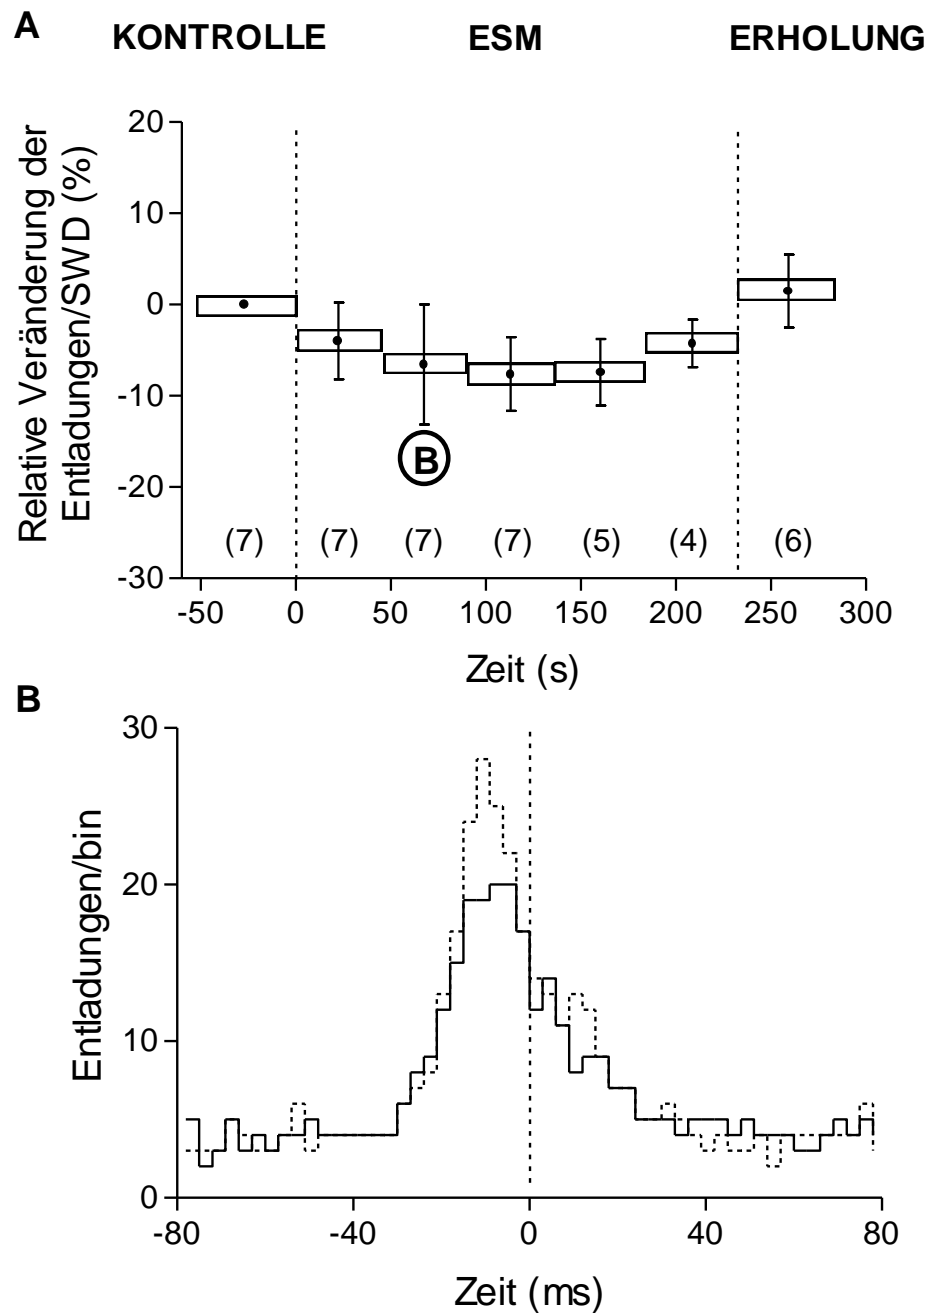 A
KONTROLLE ESM ERHOLUNG
Relative Veränderung der
Entladungen/SWD (%)
20
10
0
-10
-20
-30
B
(7) (7) (7) (7) (5) (4) (6)
-50 0 50 100 150 200 250 300
Zeit (s)
B
Entladungen/bin
30
20
10
0
-80 -40 0 40 80
Zeit (ms)